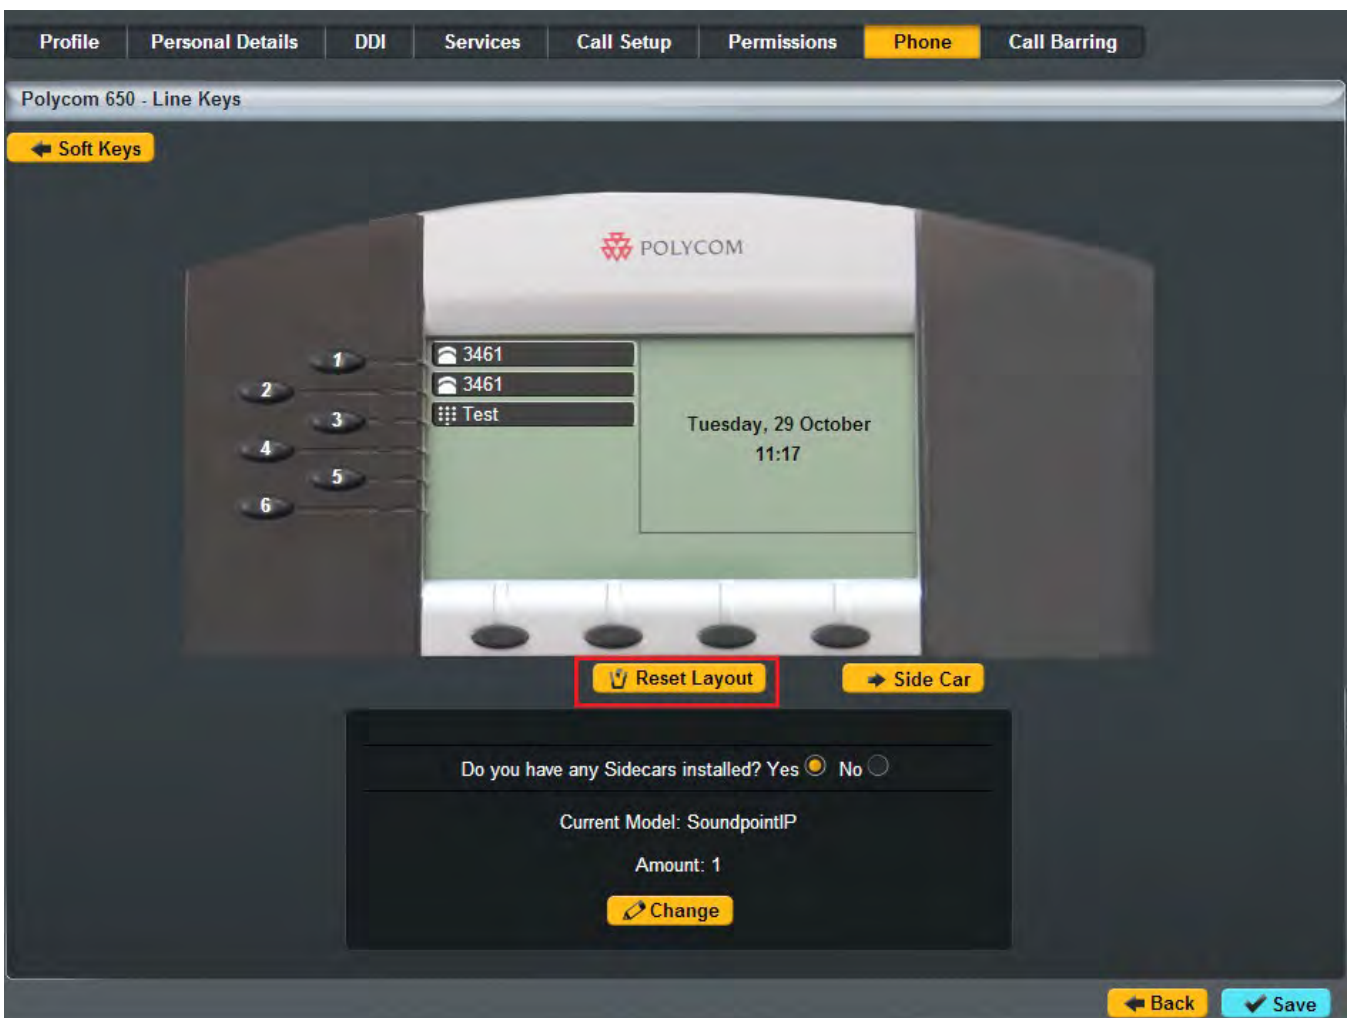 Profile Personal Details DDI Services Call Setup Permissions Phone Call Barring
Polycom 650 - Line Keys
Soft Keys
POLYCOM
1 3461
2 3461
3 Test
4
5
6
Tuesday, 29 October
11:17
Reset Layout Side Car
Do you have any Sidecars installed? Yes No
Current Model: SoundpointIP
Amount: 1
Change
Back Save